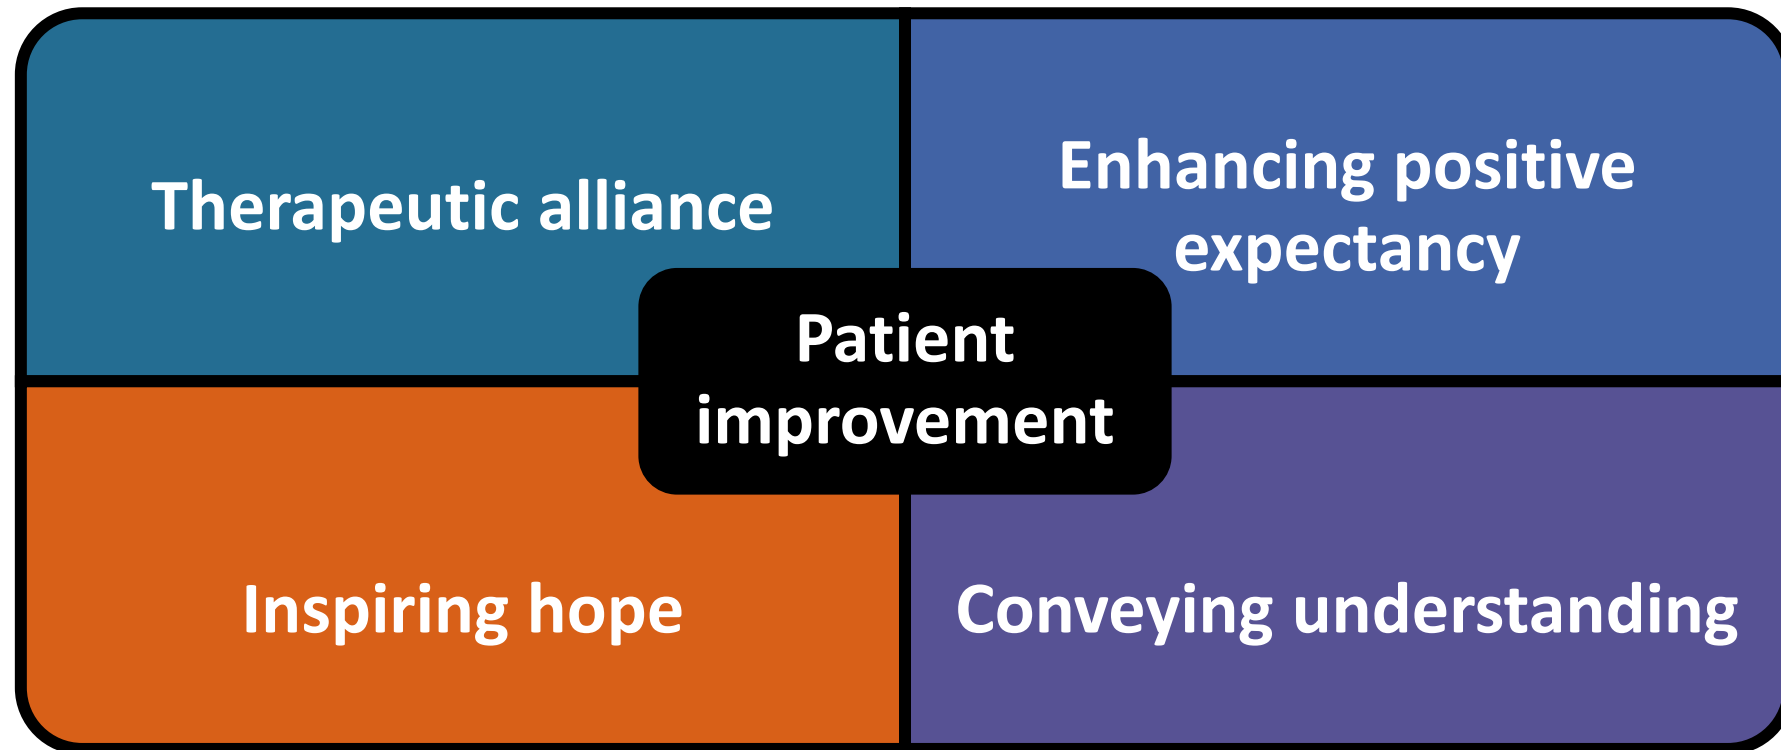 Therapeutic alliance
Enhancing positive
expectancy
Patient
improvement
Inspiring hope
Conveying understanding